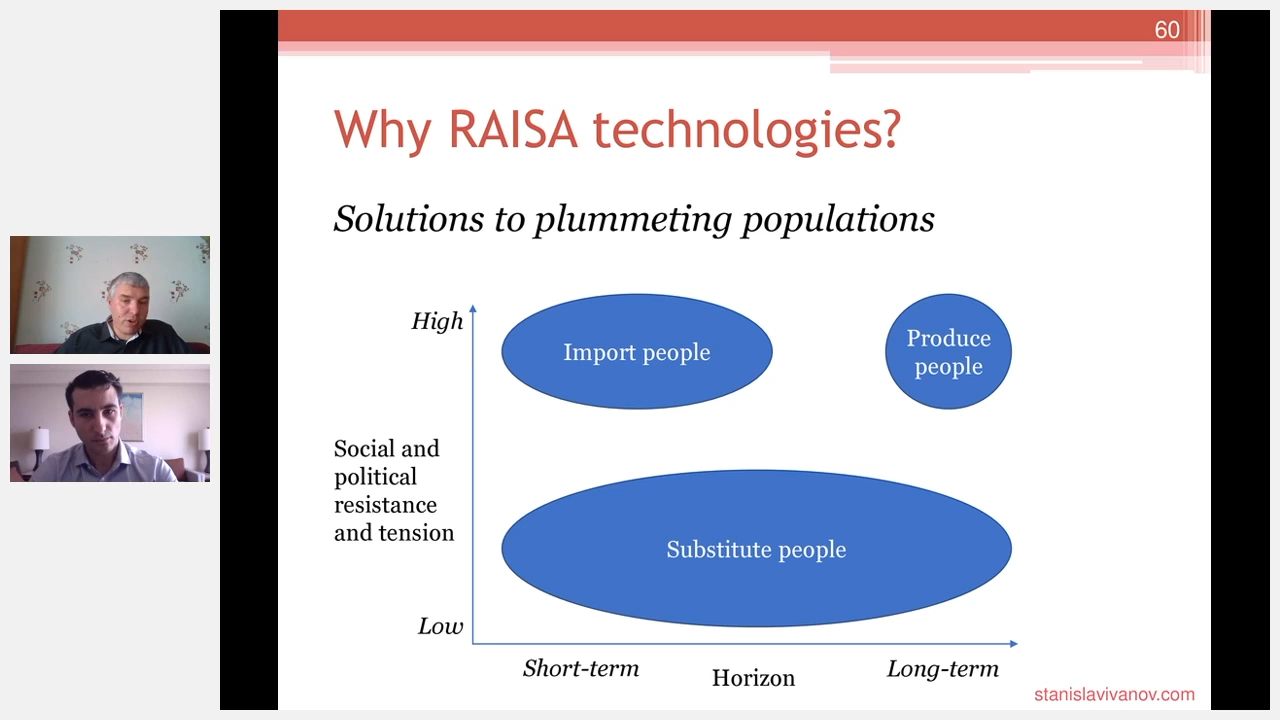 60
Why RAISA technologies?
Solutions to plummeting populations
High
Import people
Produce
people
Social and
political
resistance
and tension
Substitute people
Low
Short-term
Horizon
Long-term
stanislavivanov.com